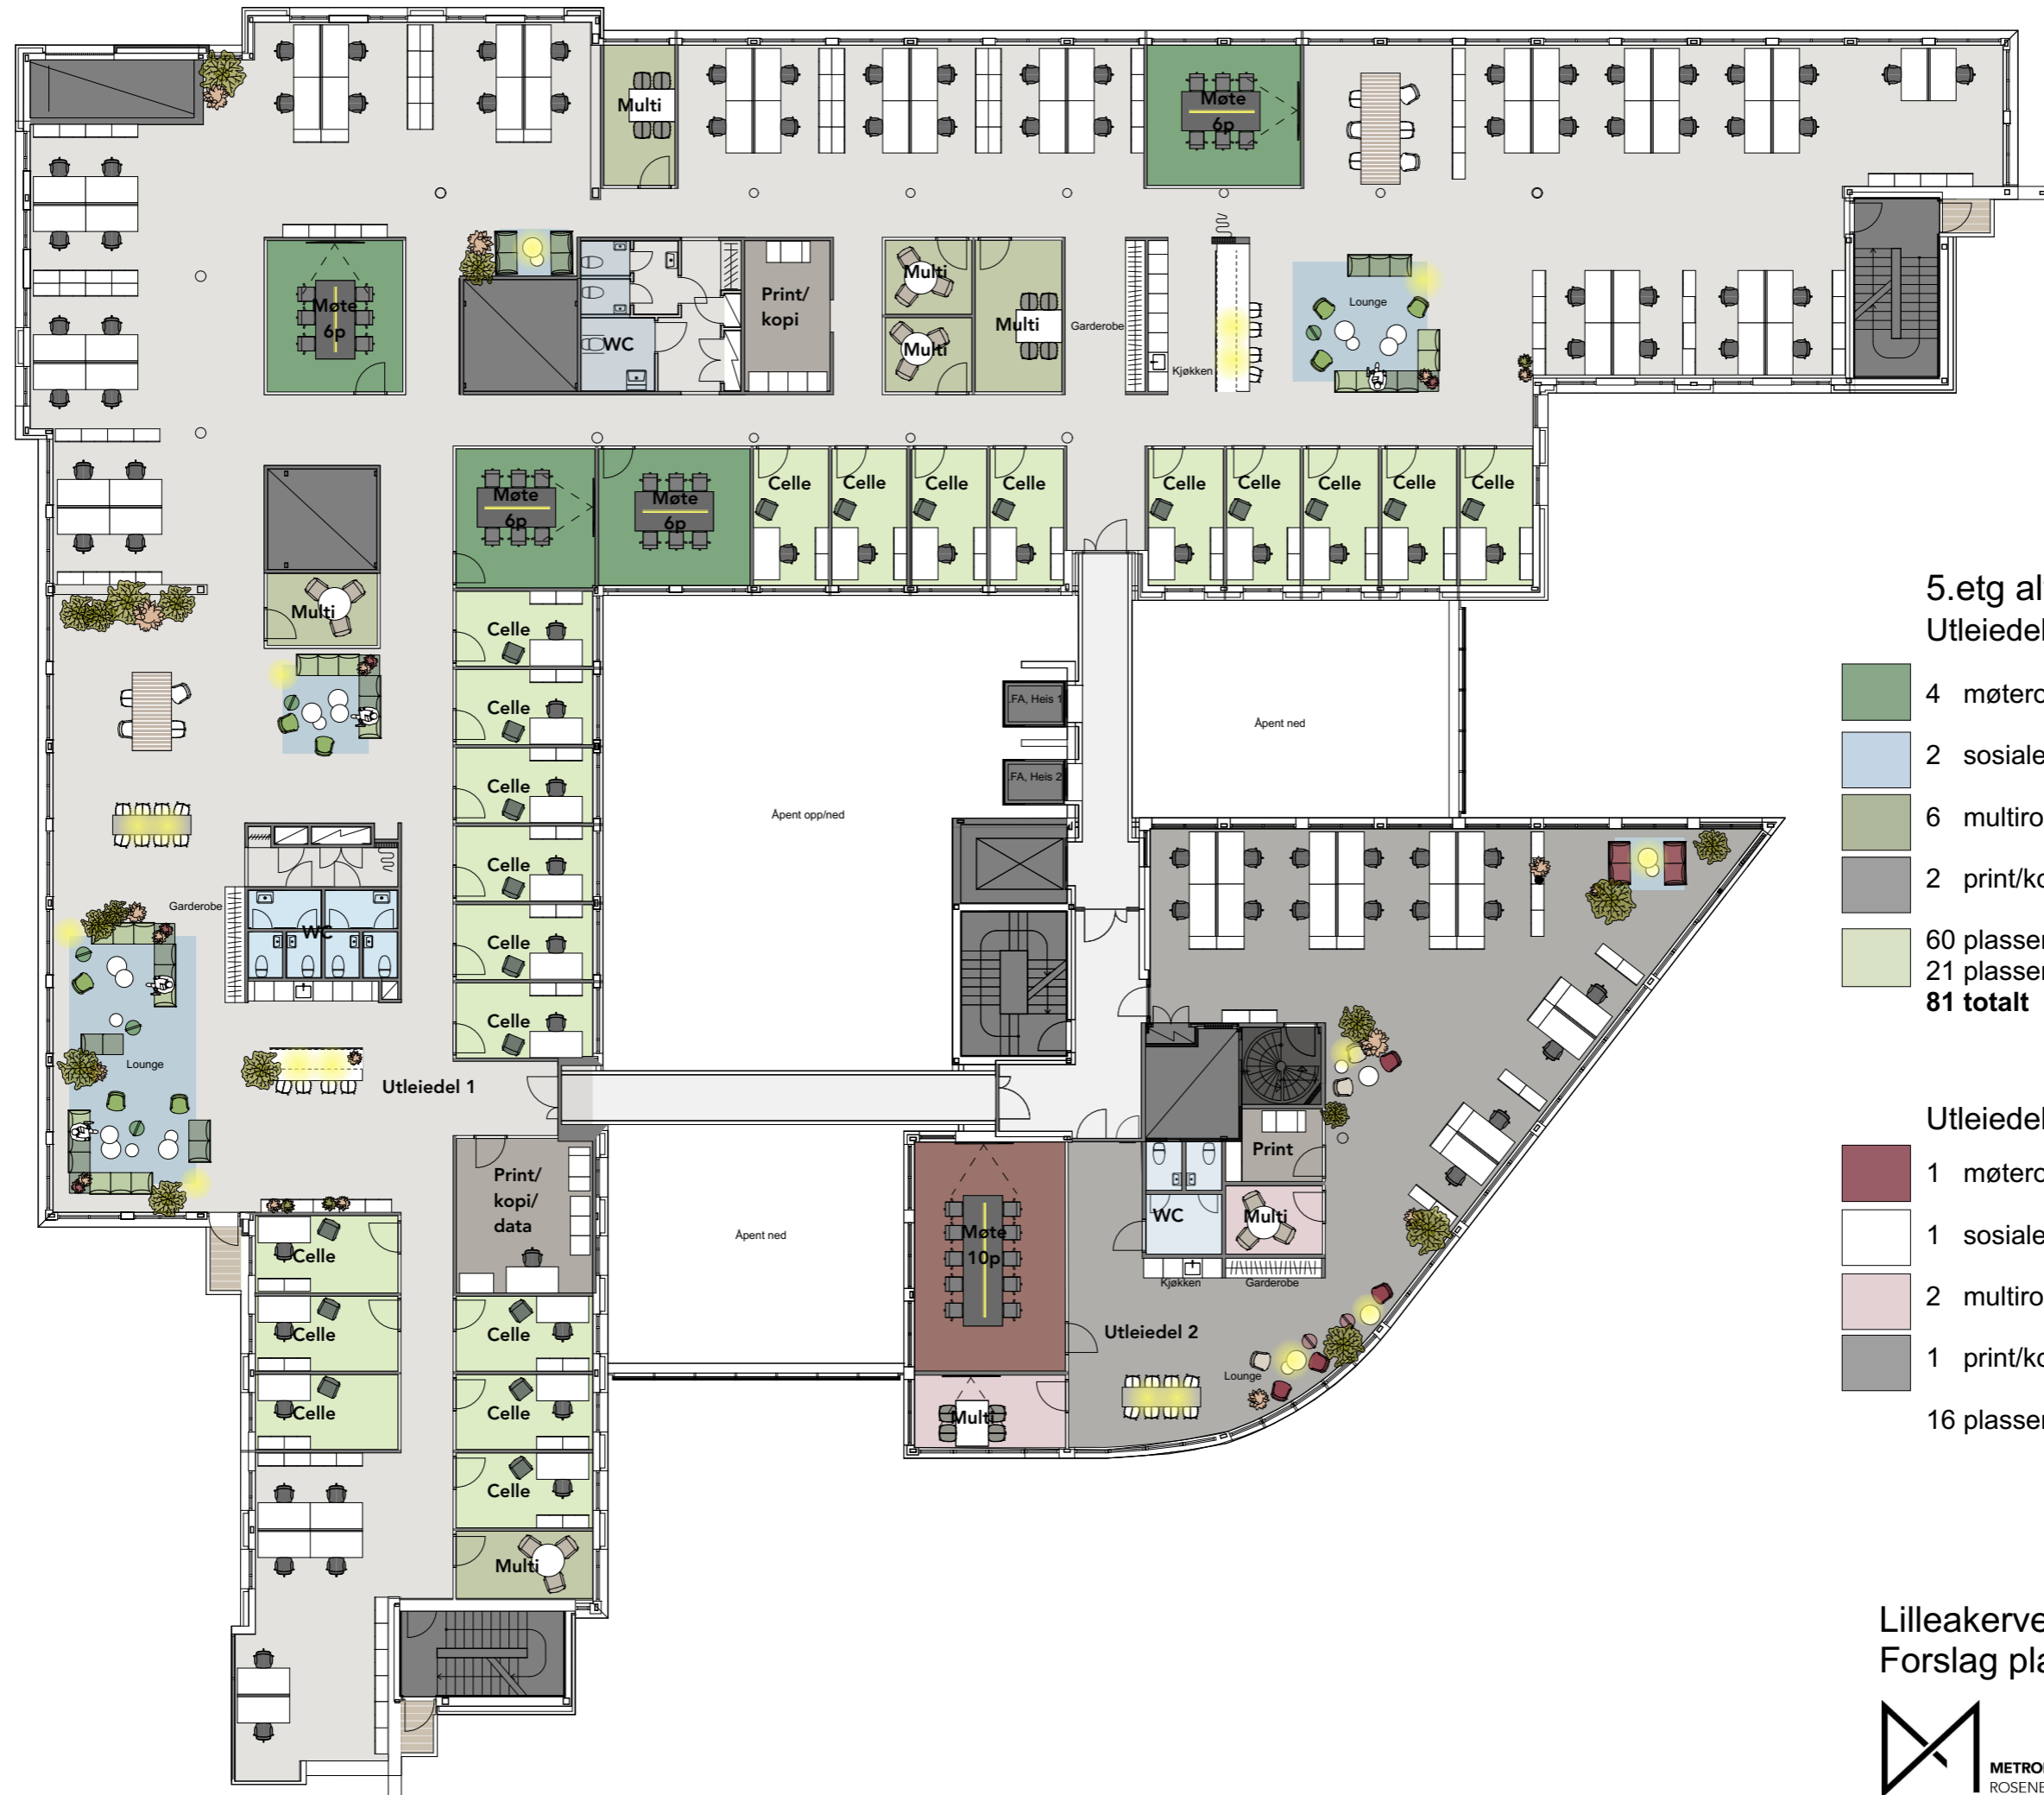 Multi
Møte
6p
Møte
6p
WC
Print/
kopi
Multi
Multi
Multi
Garderobe
Kjøkken
Lounge
Møte
6p
Møte
6p
Celle
Celle
Celle
Celle
Celle
Celle
Celle
Celle
Celle
Multi
Celle
Celle
Celle
Celle
Celle
Celle
FA, Heis 1
FA, Heis 2
Åpent ned
Åpent opp/ned
Garderobe
WC
Lounge
Utleiedel 1
Print/
kopi/
data
Åpent ned
Møte
10p
Print
WC
Multi
Kjøkken
Garderobe
Utleiedel 2
Lounge
Multi
Celle
Celle
Celle
Celle
Celle
Celle
Multi
5.etg al
Utleiedel
4 møtero
2 sosiale
6 multiro
2 print/ko
60 plasser
21 plasser
81 totalt
Utleiedel
1 møtero
1 sosiale
2 multiro
1 print/ko
16 plasser
Lilleakerve
Forslag pla
METRO
ROSENB